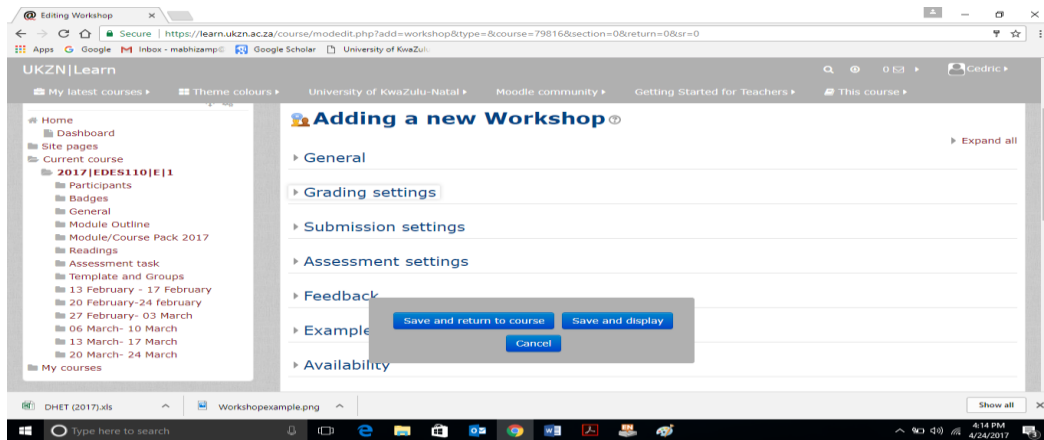 Editing Workshop
Secure | https://learn.ukzn.ac.za/course/modedit.php?add=workshop&type=&course=79816&section=0&return=0&sr=0
Apps Google Inbox - mabhizamp© Google Scholar University of KwaZulu
UKZN|Learn
0
Cedric
My latest courses
Theme colours
University of KwaZulu-Natal
Moodle community
Getting Started for Teachers
This course
Home
Dashboard
Site pages
Current course
2017|EDES110|E|1
Participants
Badges
General
Module Outline
Module/Course Pack 2017
Readings
Assessment task
Template and Groups
13 February - 17 February
20 February-24 february
27 February- 03 March
06 March- 10 March
13 March- 17 March
20 March- 24 March
My courses
Adding a new Workshop
Expand all
General
Grading settings
Submission settings
Assessment settings
Feedback
Example
Availability
Save and return to course
Save and display
Cancel
DHET (2017).xls
Workshopexample.png
Show all
Type here to search
4:14 PM
4/24/2017